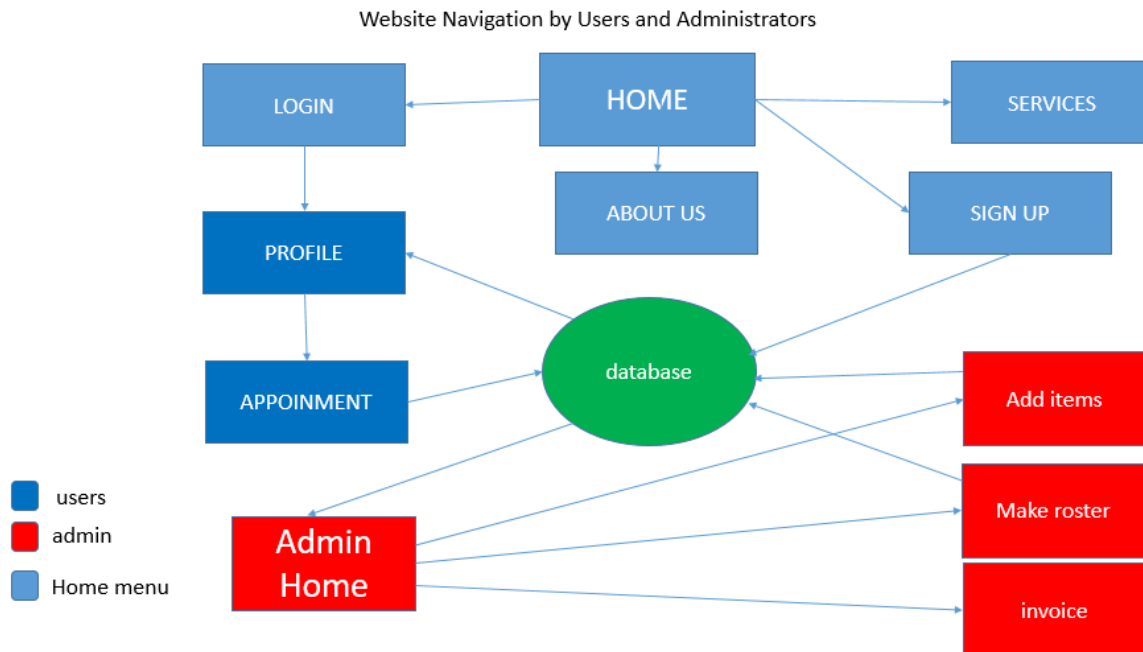 Website Navigation by Users and Administrators
LOGIN
HOME
SERVICES
ABOUT US
SIGN UP
PROFILE
database
APPOINMENT
Add items
users
admin
Home menu
Admin
Home
Make roster
invoice